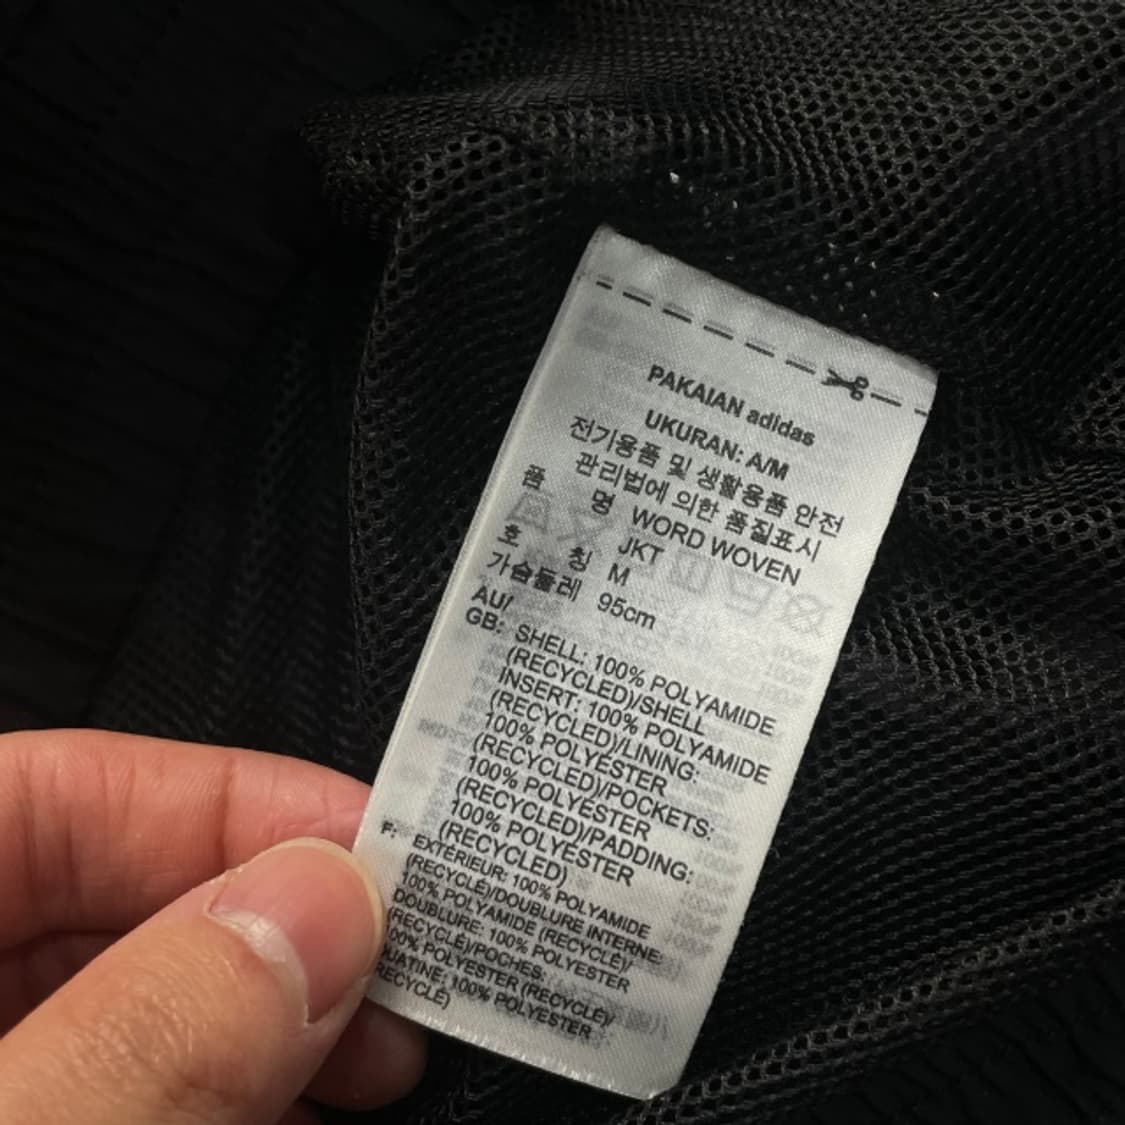 PAKAIAN adidas
UKURAN: A/M
전기용품 및 생활용품 안전
관리법에 의한 품질표시
품 명 WORD WOVEN
JKT
호 칭 M
가슴둘레 95cm
AU/
GB: SHELL: 100% POLYAMIDE
(RECYCLED)/SHELL
INSERT: 100% POLYAMIDE
(RECYCLED)/LINING:
100% POLYESTER
(RECYCLED)/POCKETS:
100% POLYESTER
(RECYCLED)/PADDING:
100% POLYESTER
(RECYCLED)
F: EXTÉRIEUR: 100% POLYAMIDE
(RECYCLÉ)/DOUBLURE INTERNE:
100% POLYAMIDE (RECYCLÉ)/
DOUBLURE: 100% POLYESTER
(RECYCLÉ)/POCHES:
100% POLYESTER (RECYCLÉ)/
100% POLYESTER